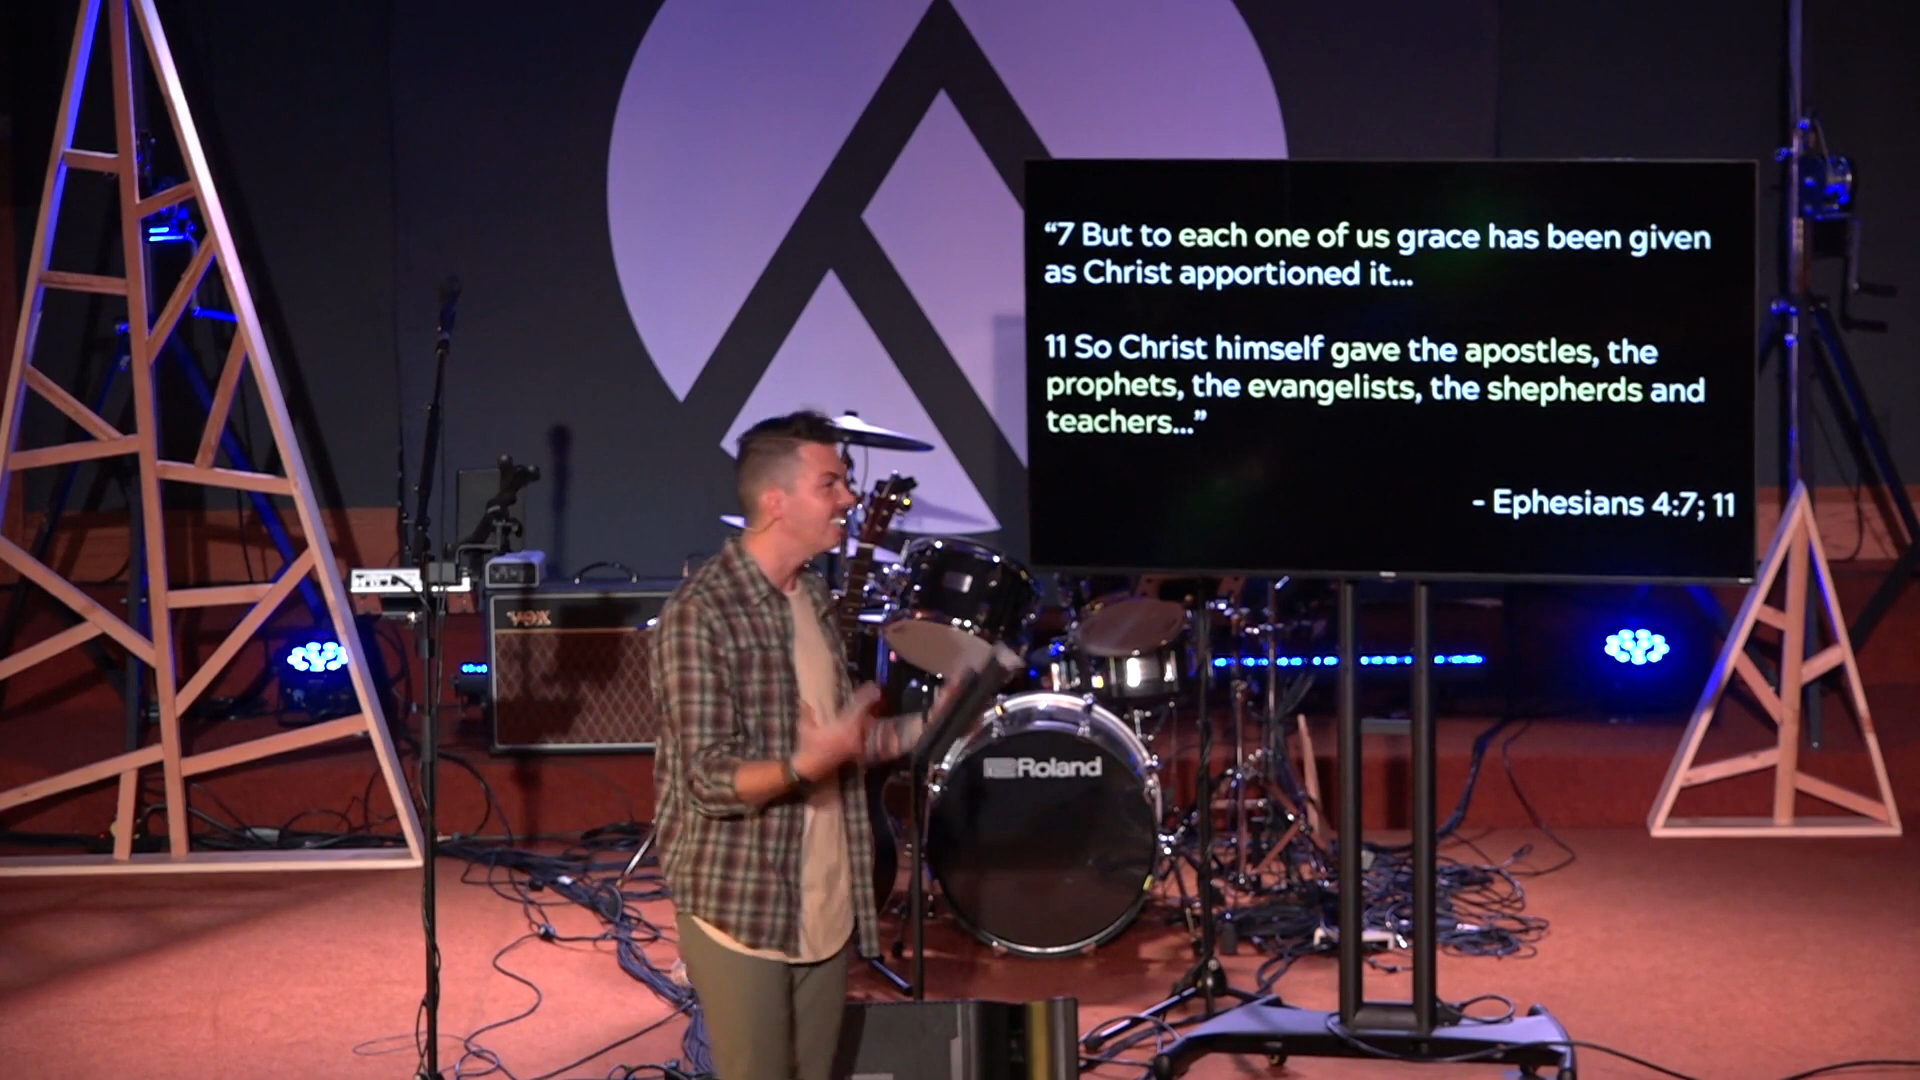 “7 But to each one of us grace has been given
as Christ apportioned it...
11 So Christ himself gave the apostles, the
prophets, the evangelists, the shepherds and
teachers...”
- Ephesians 4:7; 11
VOX
Roland